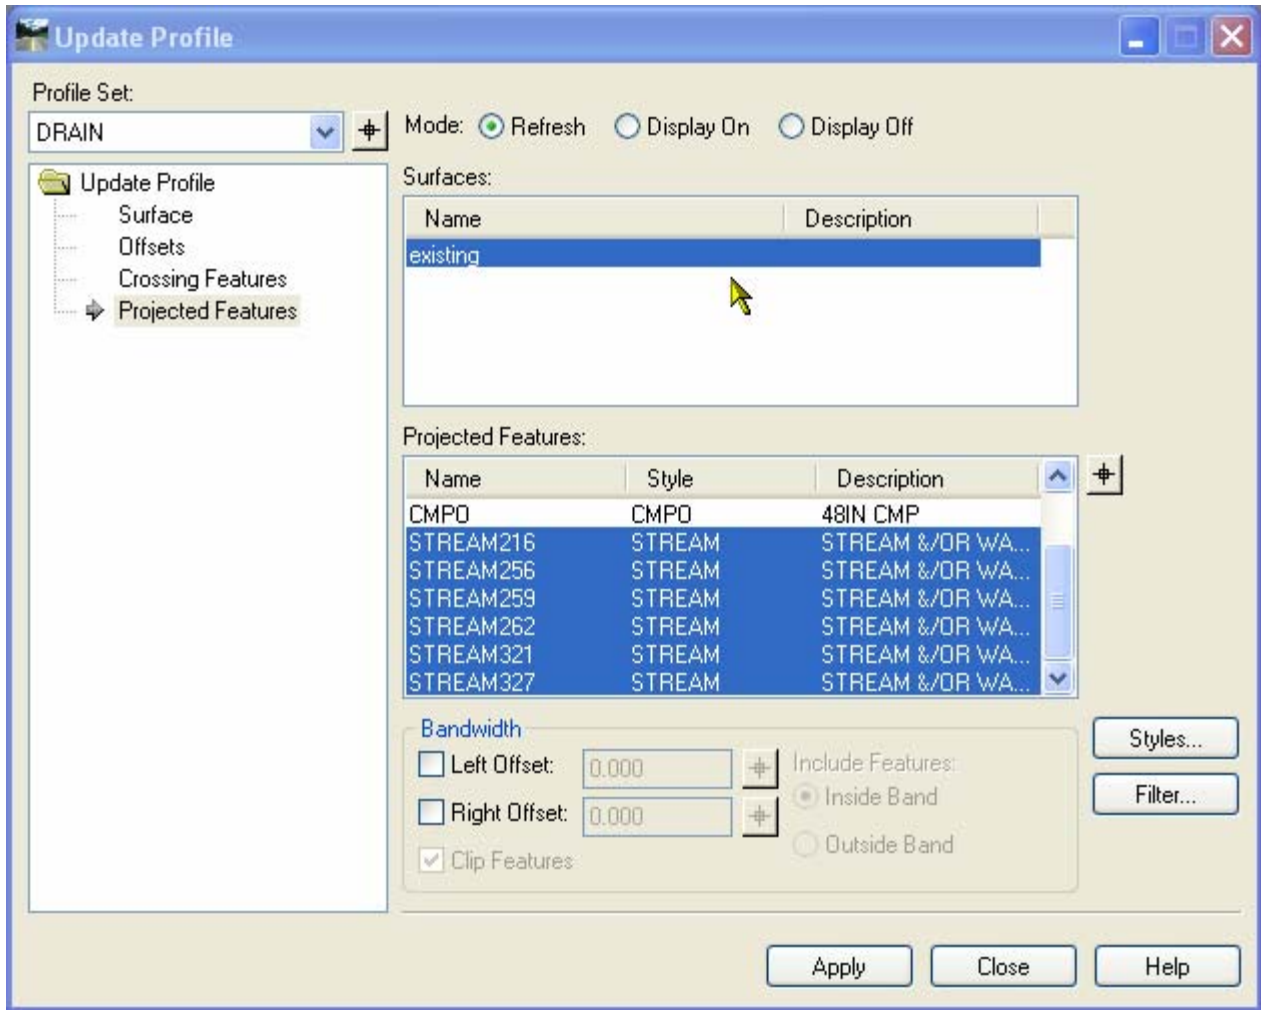 Update Profile
Profile Set:
DRAIN
Mode: Refresh Display On Display Off
Update Profile
Surface
Offsets
Crossing Features
Projected Features
Surfaces:
Name Description
existing
Projected Features:
Name Style Description
CMPO CMPO 48IN CMP
STREAM216 STREAM STREAM &/OR WA...
STREAM256 STREAM STREAM &/OR WA...
STREAM259 STREAM STREAM &/OR WA...
STREAM262 STREAM STREAM &/OR WA...
STREAM321 STREAM STREAM &/OR WA...
STREAM327 STREAM STREAM &/OR WA...
Bandwidth
Left Offset: 0.000
Right Offset: 0.000
Clip Features
Include Features:
Inside Band
Outside Band
Styles...
Filter...
Apply Close Help